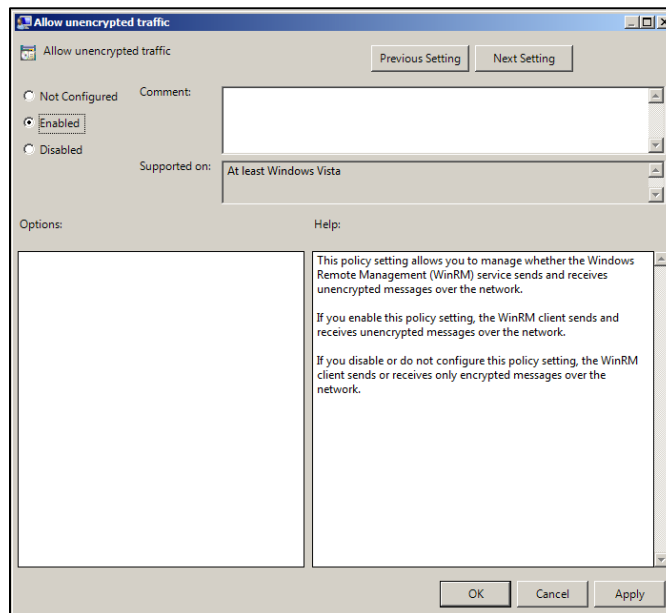 Allow unencrypted traffic
Allow unencrypted traffic
Previous Setting
Next Setting
Not Configured
Comment:
Enabled
Disabled
Supported on:
At least Windows Vista
Options:
Help:
This policy setting allows you to manage whether the Windows
Remote Management (WinRM) service sends and receives
unencrypted messages over the network.
If you enable this policy setting, the WinRM client sends and
receives unencrypted messages over the network.
If you disable or do not configure this policy setting, the WinRM
client sends or receives only encrypted messages over the
network.
OK
Cancel
Apply